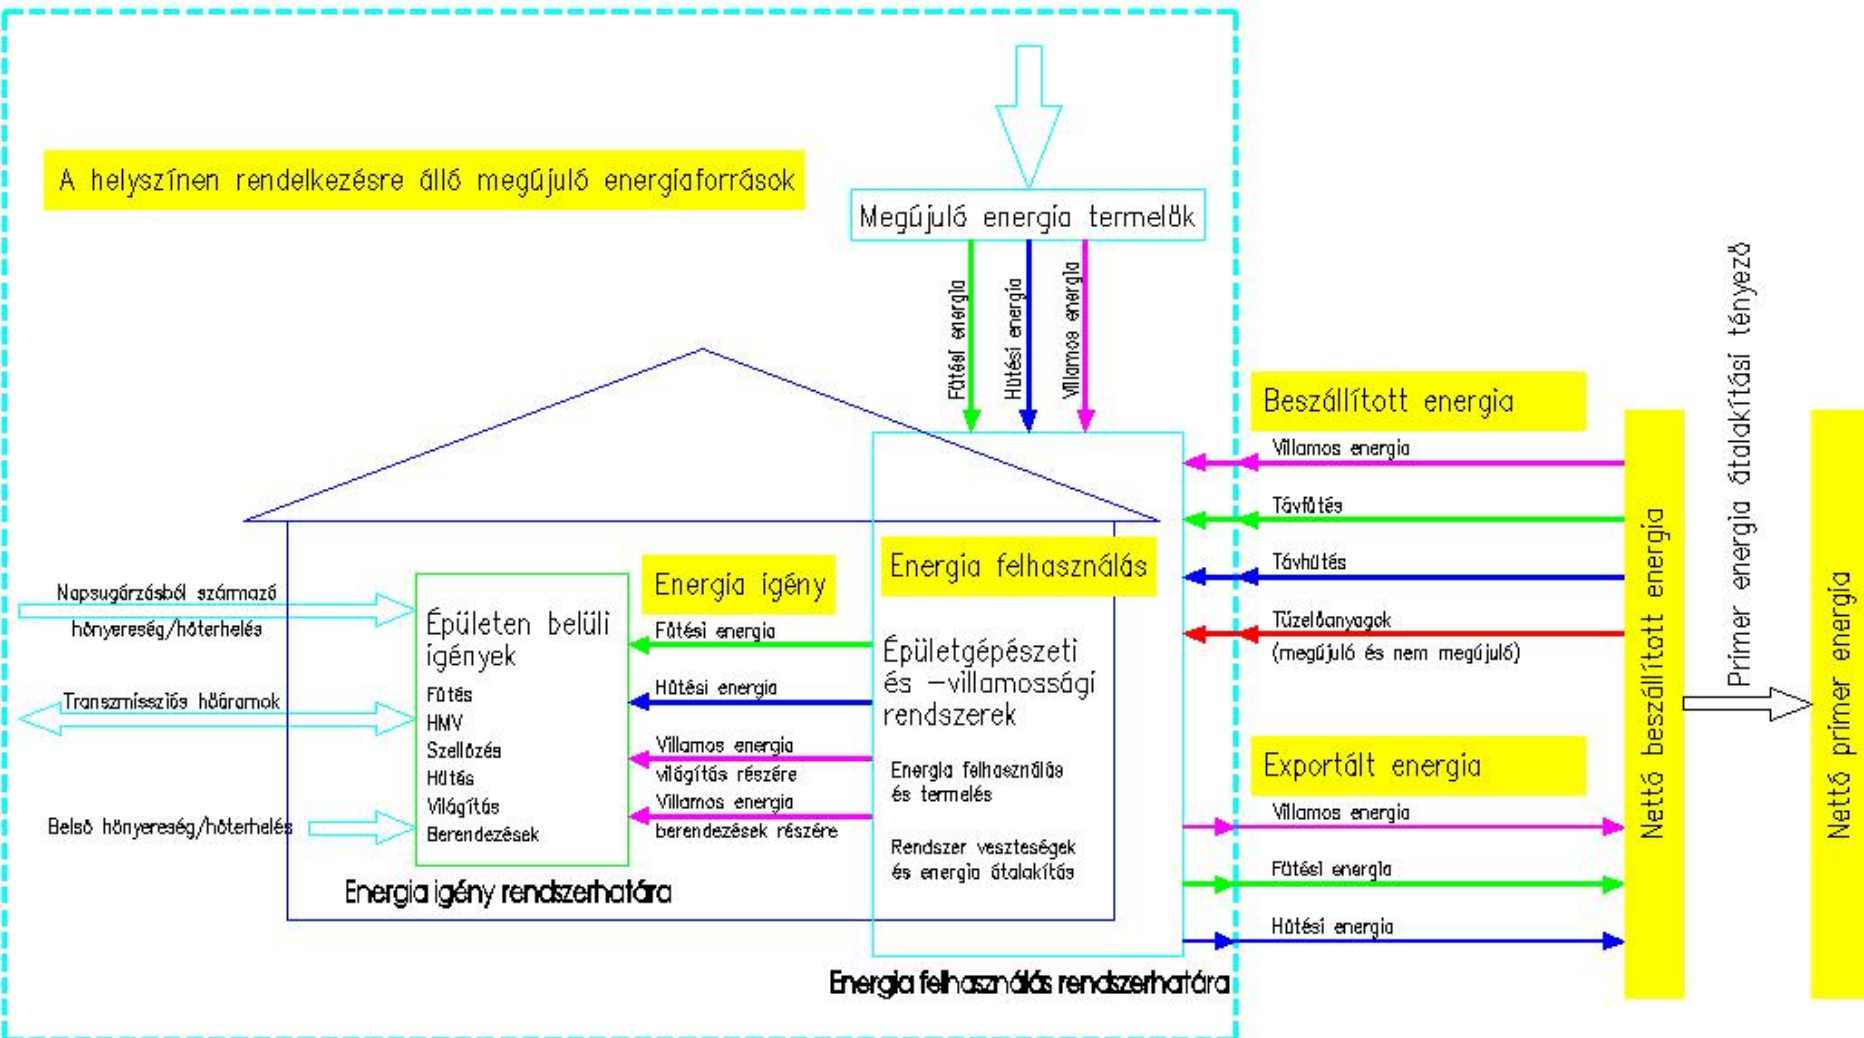 A helyszínen rendelkezésre álló megújuló energiaforrások
Megújuló energia termelők
Fűtési energia
Hűtési energia
Villamos energia
Napsugárzásból származó
hőnyereség/hőterhelés
Transzmissziós hőáramok
Belső hőnyereség/hőterhelés
Épületen belüli
igények
Fűtés
HMV
Szellőzés
Hűtés
Világítás
Berendezések
Energia igény rendszerhatára
Energia igény
Fűtési energia
Hűtési energia
Villamos energia
világítás részére
Villamos energia
berendezések részére
Energia felhasználás
Épületgépészeti
és -villamossági
rendszerek
Energia felhasználás
és termelés
Rendszer veszteségek
és energia átalakítás
Energia felhasználás rendszerhatára
Beszállított energia
Villamos energia
Távfűtés
Távhűtés
Tüzelőanyagok
(megújuló és nem megújuló)
Exportált energia
Villamos energia
Fűtési energia
Hűtési energia
Nettó beszállított energia
Primer energia átalakítási tényező
Nettó primer energia